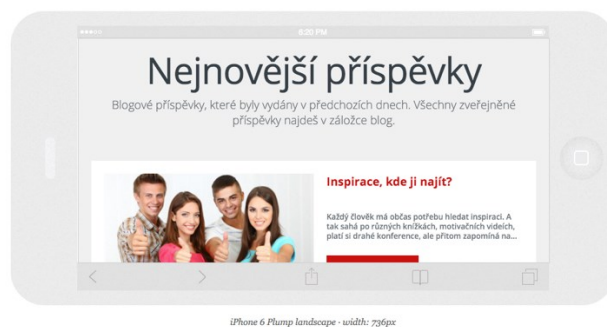 6:20 PM
Nejnovější příspěvky
Blogové příspěvky, které byly vydány v předchozích dnech. Všechny zveřejněné
příspěvky najdeš v záložce blog.
Inspirace, kde ji najít?
Každý člověk má občas potřebu hledat inspiraci. A
tak sahá po různých knížkách, motivačních videích,
platí si drahé konference, ale přitom zapomíná na...
iPhone 6 Plump landscape · width: 736px